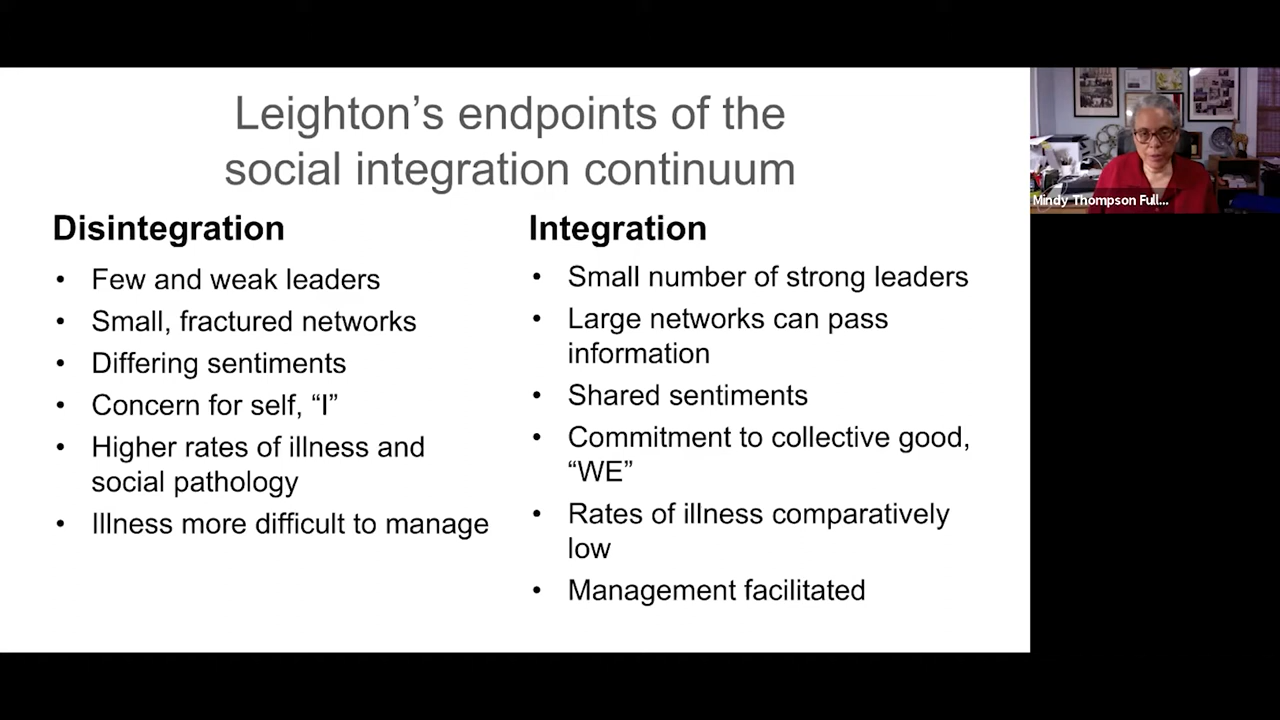 Leighton's endpoints of the
social integration continuum
Disintegration
• Few and weak leaders
• Small, fractured networks
• Differing sentiments
• Concern for self, “I”
• Higher rates of illness and
social pathology
• Illness more difficult to manage
Integration
• Small number of strong leaders
• Large networks can pass
information
• Shared sentiments
• Commitment to collective good,
“WE”
• Rates of illness comparatively
low
• Management facilitated
Mindy Thompson Full...